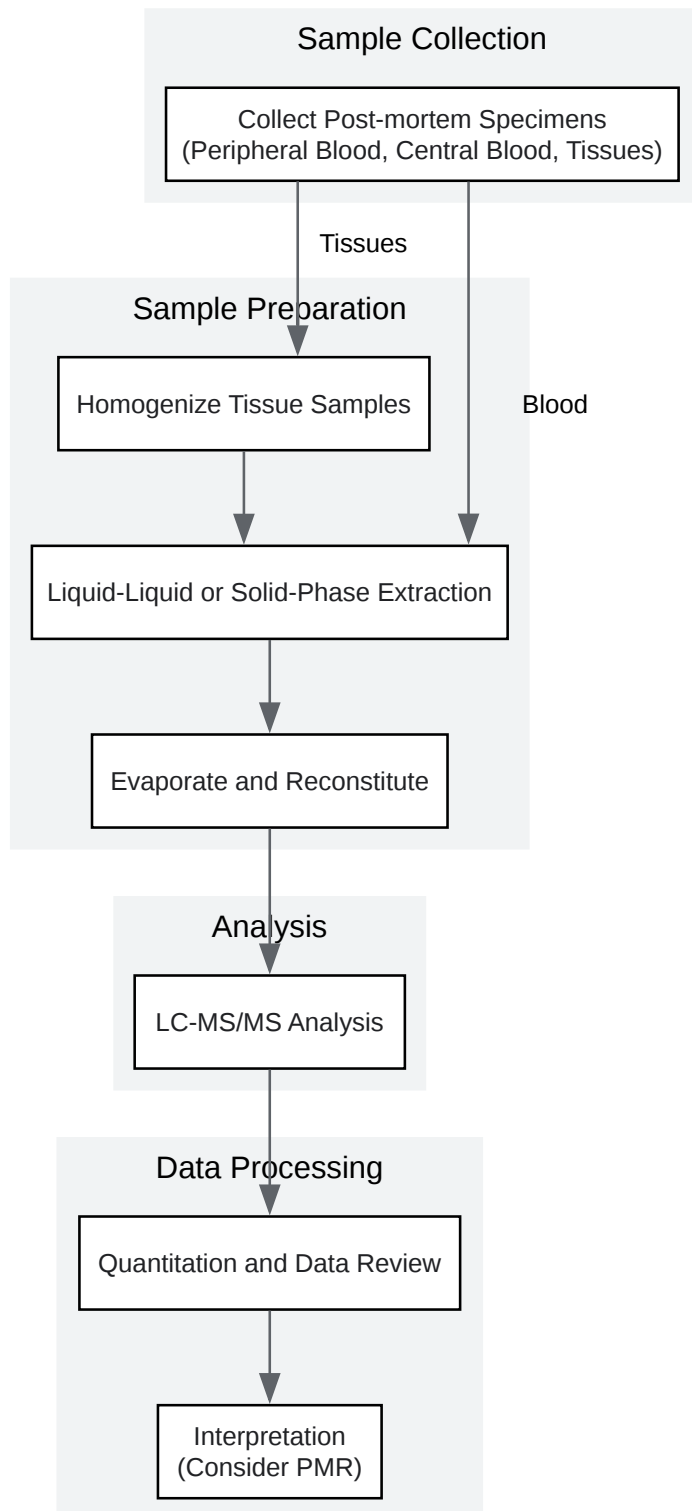 Sample Collection
Collect Post-mortem Specimens
(Peripheral Blood, Central Blood, Tissues)
Tissues
Sample Preparation
Homogenize Tissue Samples
Blood
Liquid-Liquid or Solid-Phase Extraction
Evaporate and Reconstitute
Analysis
LC-MS/MS Analysis
Data Processing
Quantitation and Data Review
Interpretation
(Consider PMR)